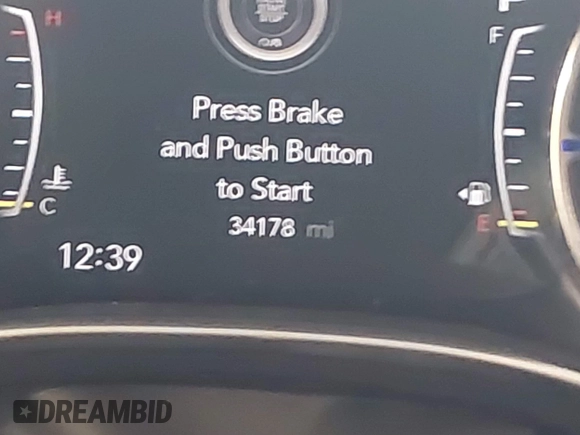 H
F
Press Brake
and Push Button
to Start
C
E
34178 mi
12:39
DREAMBID